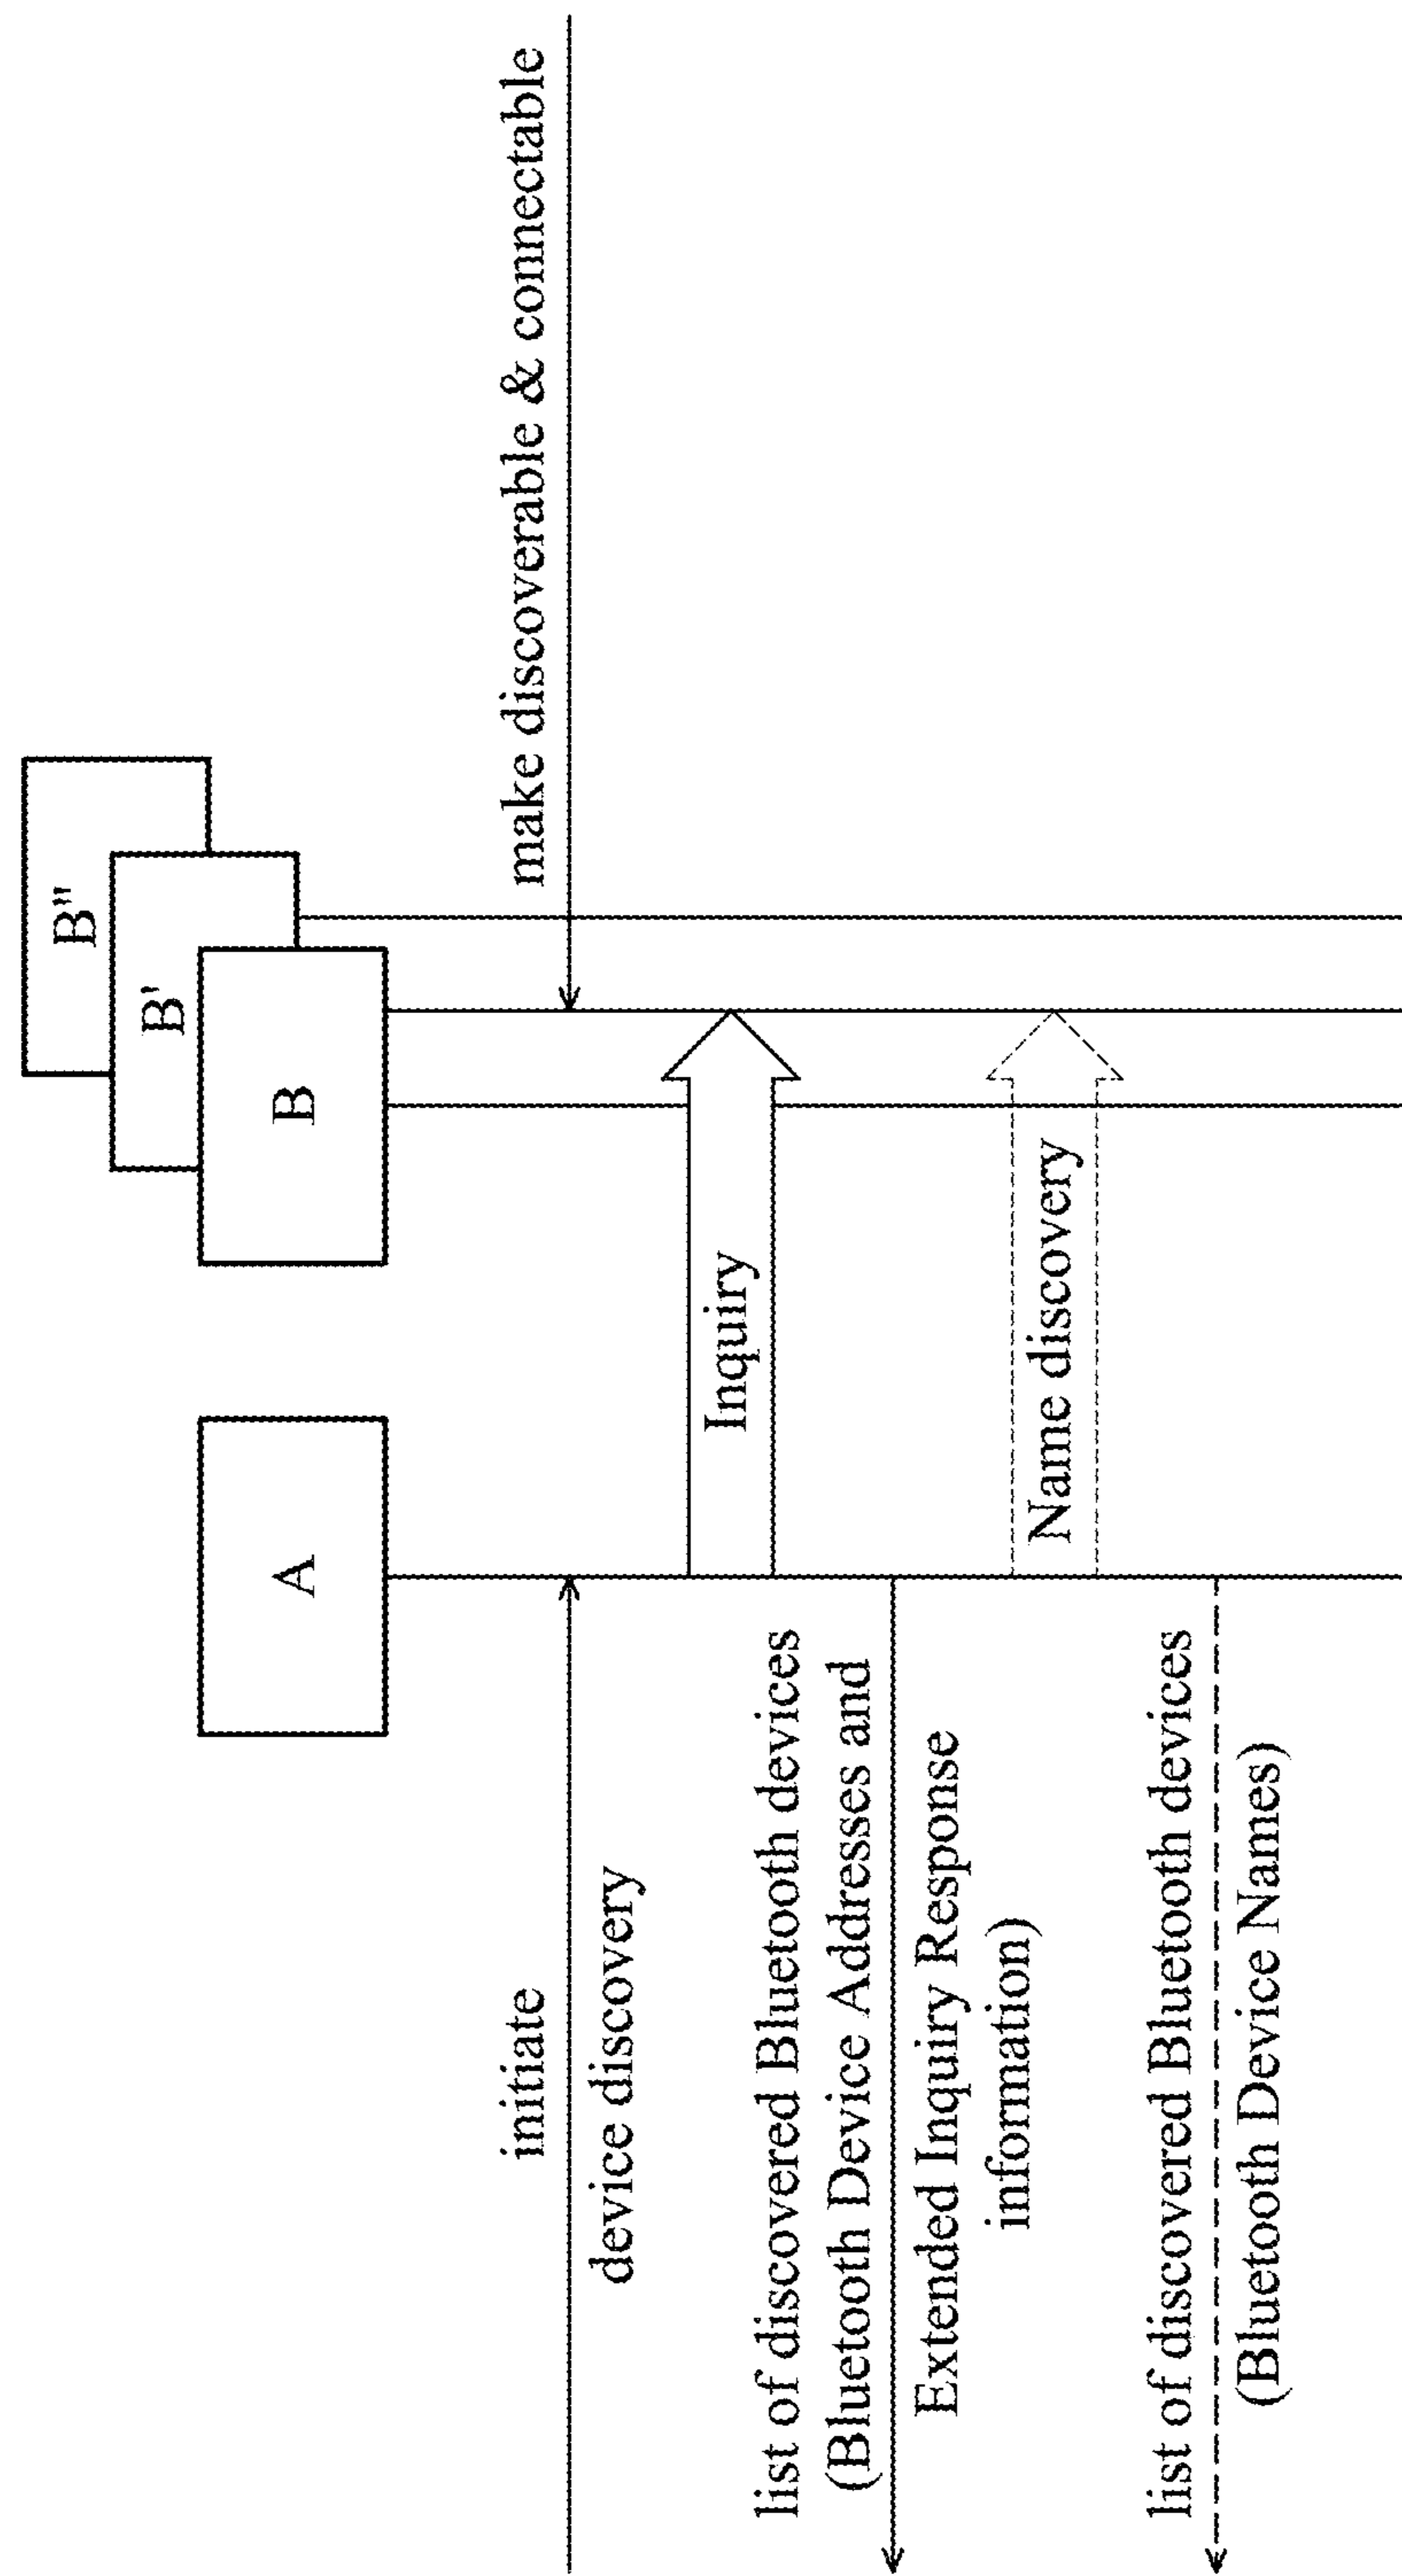 B"
B'
A
B
initiate
make discoverable & connectable
device discovery
Inquiry
list of discovered Bluetooth devices
(Bluetooth Device Addresses and
Extended Inquiry Response
information)
Name discovery
list of discovered Bluetooth devices
(Bluetooth Device Names)